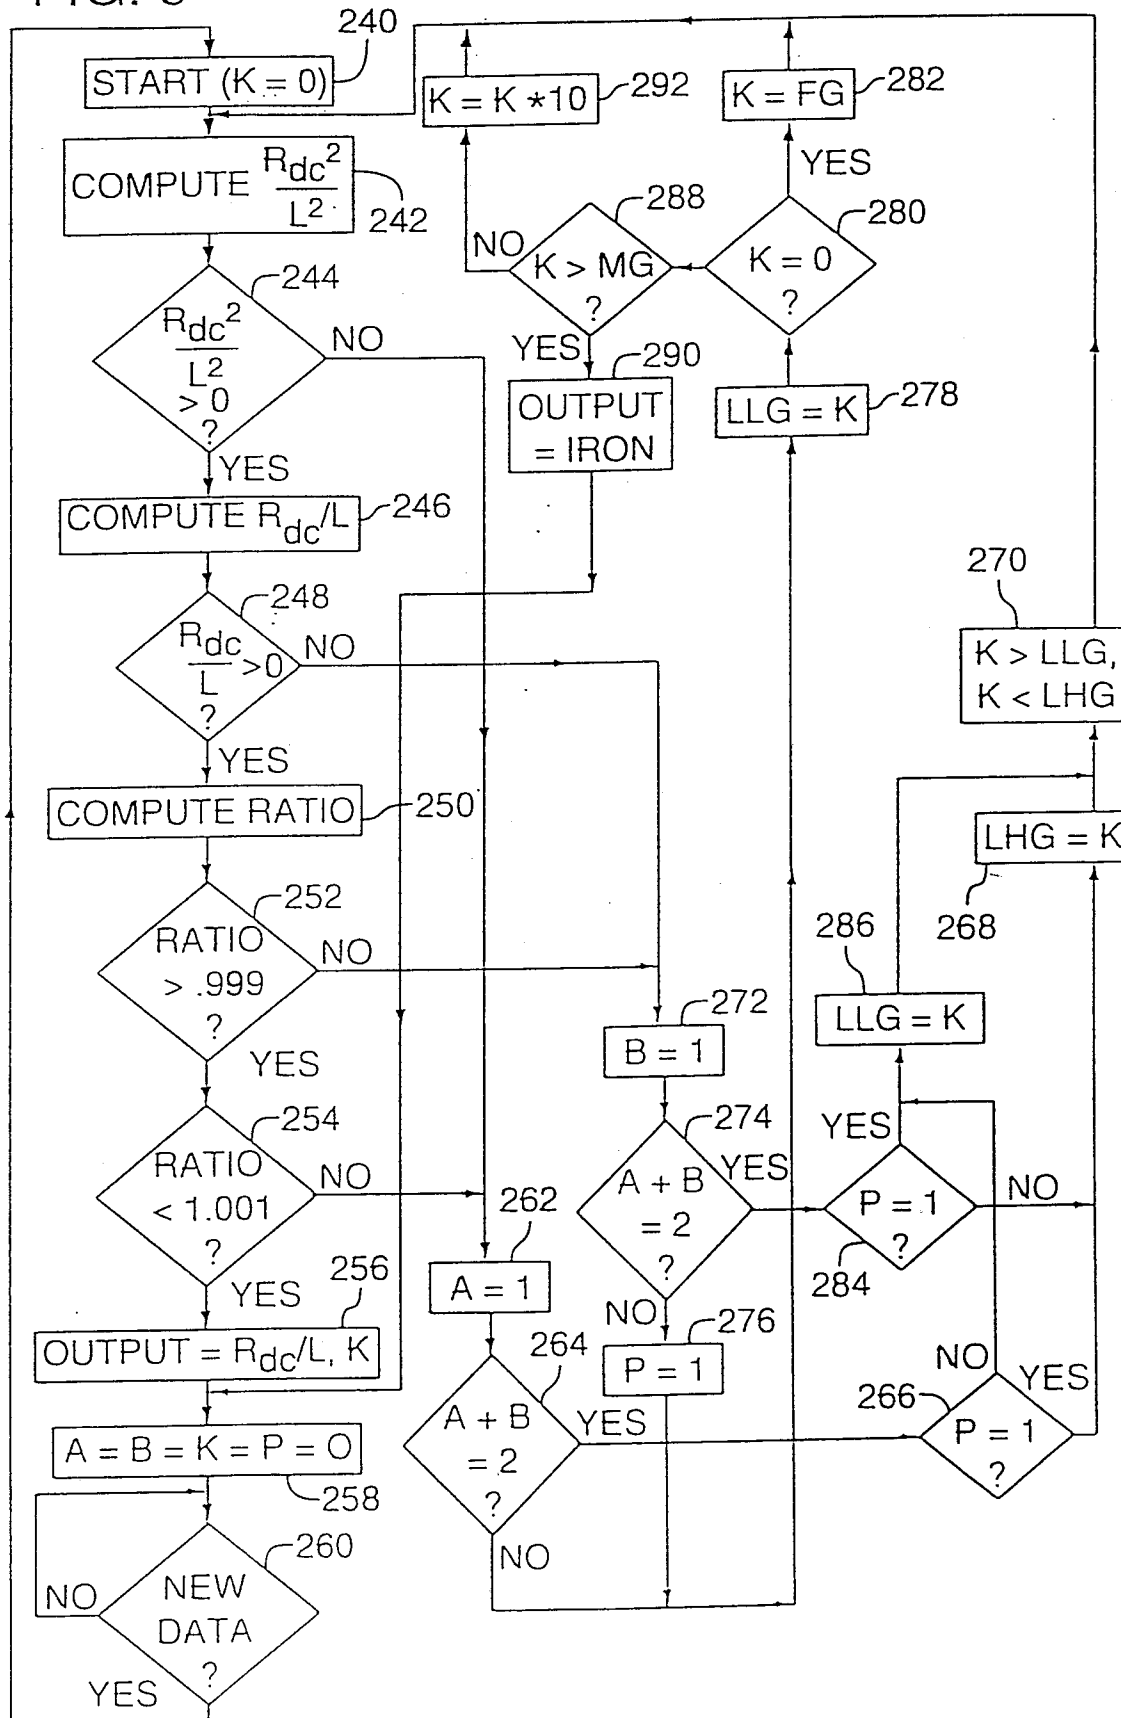 START (K = 0)
240
COMPUTE Rdc²
L²
242
244
Rdc²
L²
> 0
?
NO
YES
COMPUTE Rdc/L
246
248
Rdc
L
>0
?
NO
YES
COMPUTE RATIO
250
252
RATIO
> .999
?
NO
YES
254
RATIO
< 1.001
?
NO
YES
256
OUTPUT = Rdc/L, K
A = B = K = P = O
258
260
NEW
DATA
?
NO
YES
K = K *10
292
K = FG
282
YES
288
K > MG
?
NO
YES
280
K = 0
?
290
OUTPUT
= IRON
LLG = K
278
270
K > LLG,
K < LHG
LHG = K
268
286
LLG = K
272
B = 1
274
A + B
= 2
?
YES
NO
YES
P = 1
?
284
NO
262
A = 1
264
A + B
= 2
?
YES
NO
276
P = 1
NO
266
P = 1
?
YES